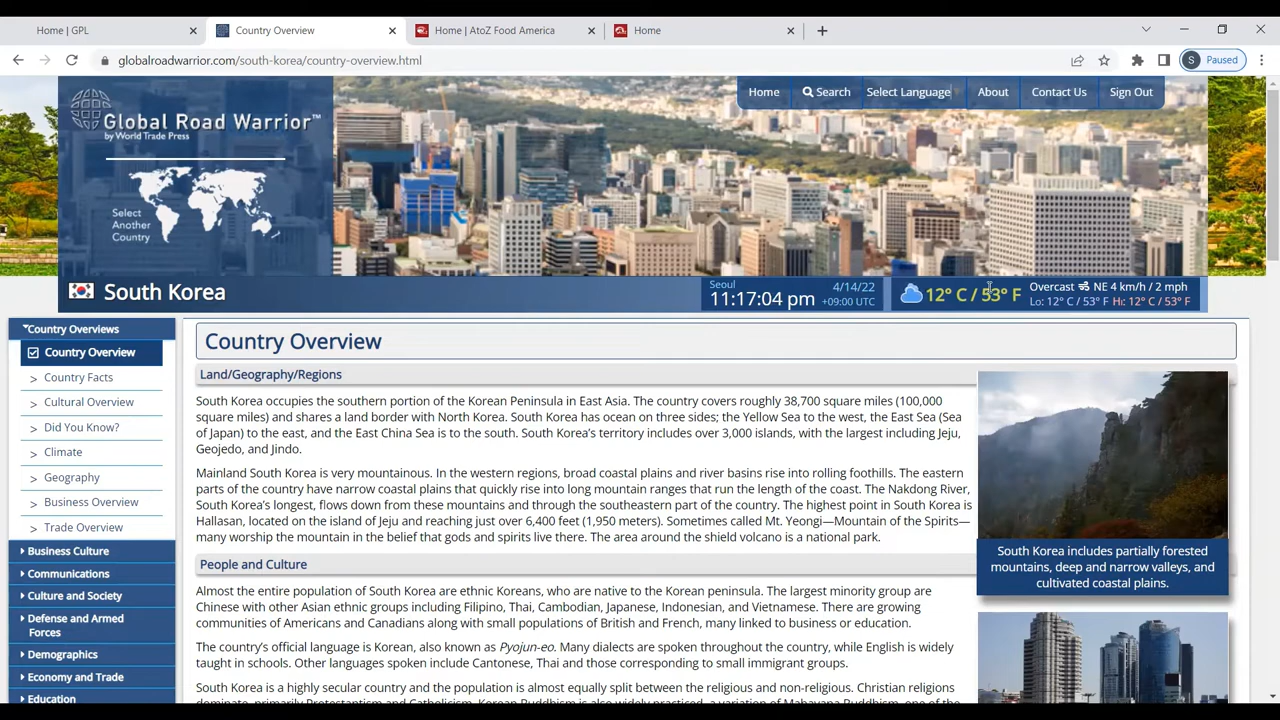 Home | GPL
Country Overview
Home | AtoZ Food America
Home
globalroadwarrior.com/south-korea/country-overview.html
S Paused
Home Search Select Language About Contact Us Sign Out
Global Road Warrior™
by World Trade Press
Select
Another
Country
South Korea
Seoul 4/14/22
11:17:04 pm +09:00 UTC
12° C / 53° F
Overcast NE 4 km/h / 2 mph
Lo: 12° C / 53° F Hi: 12° C / 53° F
Country Overviews
Country Overview
> Country Facts
> Cultural Overview
> Did You Know?
> Climate
> Geography
> Business Overview
> Trade Overview
Business Culture
Communications
Culture and Society
Defense and Armed
Forces
Demographics
Economy and Trade
Education
Country Overview
Land/Geography/Regions
South Korea occupies the southern portion of the Korean Peninsula in East Asia. The country covers roughly 38,700 square miles (100,000
square miles) and shares a land border with North Korea. South Korea has ocean on three sides; the Yellow Sea to the west, the East Sea (Sea
of Japan) to the east, and the East China Sea is to the south. South Korea's territory includes over 3,000 islands, with the largest including Jeju,
Geojedo, and Jindo.
Mainland South Korea is very mountainous. In the western regions, broad coastal plains and river basins rise into rolling foothills. The eastern
parts of the country have narrow coastal plains that quickly rise into long mountain ranges that run the length of the coast. The Nakdong River,
South Korea's longest, flows down from these mountains and through the southeastern part of the country. The highest point in South Korea is
Hallasan, located on the island of Jeju and reaching just over 6,400 feet (1,950 meters). Sometimes called Mt. Yeongi—Mountain of the Spirits—
many worship the mountain in the belief that gods and spirits live there. The area around the shield volcano is a national park.
People and Culture
Almost the entire population of South Korea are ethnic Koreans, who are native to the Korean peninsula. The largest minority group are
Chinese with other Asian ethnic groups including Filipino, Thai, Cambodian, Japanese, Indonesian, and Vietnamese. There are growing
communities of Americans and Canadians along with small populations of British and French, many linked to business or education.
The country's official language is Korean, also known as Pyojun-eo. Many dialects are spoken throughout the country, while English is widely
taught in schools. Other languages spoken include Cantonese, Thai and those corresponding to small immigrant groups.
South Korea is a highly secular country and the population is almost equally split between the religious and non-religious. Christian religions
dominate, primarily Protestantism and Catholicism. Korean Buddhism is also widely practiced, a variation of Mahayana Buddhism, one of the
South Korea includes partially forested
mountains, deep and narrow valleys, and
cultivated coastal plains.